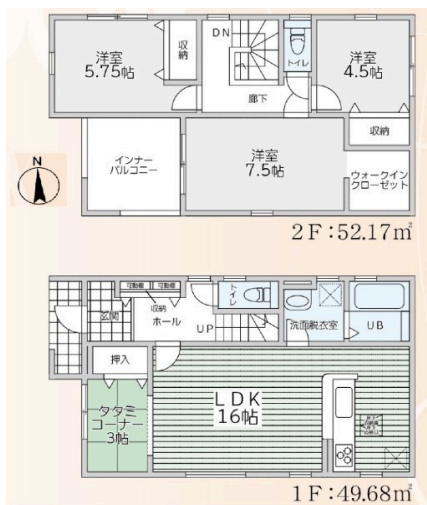 洋室
5.75帖
収納
DN
トイレ
洋室
4.5帖
廊下
収納
インナー
バルコニー
洋室
7.5帖
ウォークイン
クローゼット
N
2F:52.17㎡
可動棚
可動棚
トイレ
玄関
収納
ホール
UP
洗面脱衣室
UB
押入
タタミ
コーナー
3帖
LDK
16帖
1F:49.68㎡